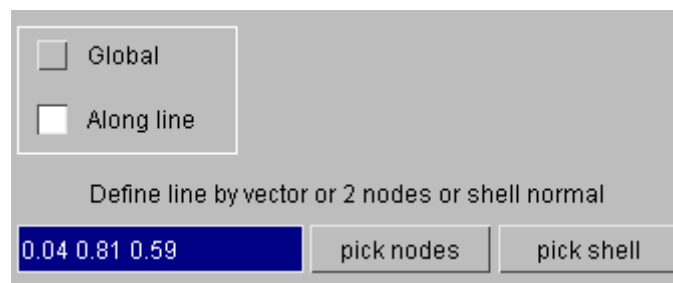 Global
Along line
Define line by vector or 2 nodes or shell normal
0.04 0.81 0.59 pick nodes pick shell